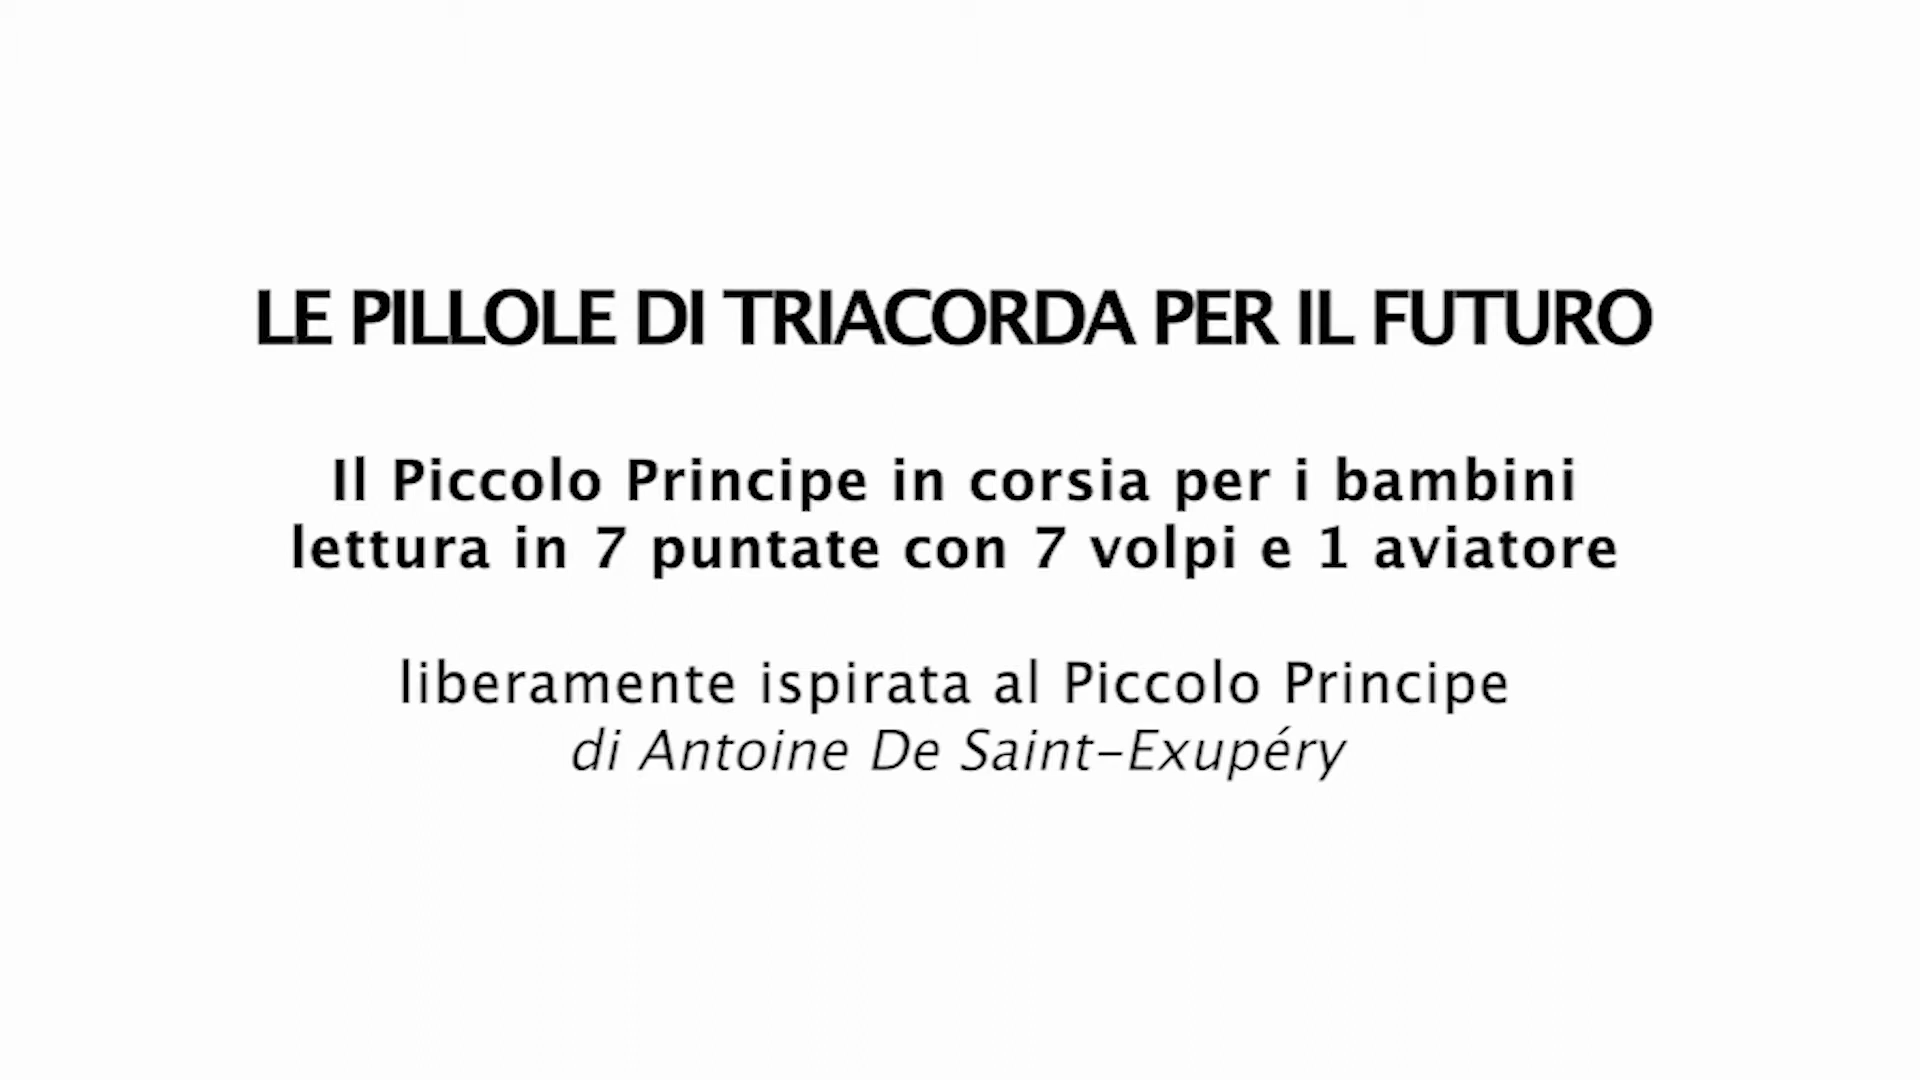 LE PILLOLE DI TRIACORDA PER IL FUTURO
Il Piccolo Principe in corsia per i bambini
lettura in 7 puntate con 7 volpi e 1 aviatore
liberamente ispirata al Piccolo Principe
di Antoine De Saint-Exupéry